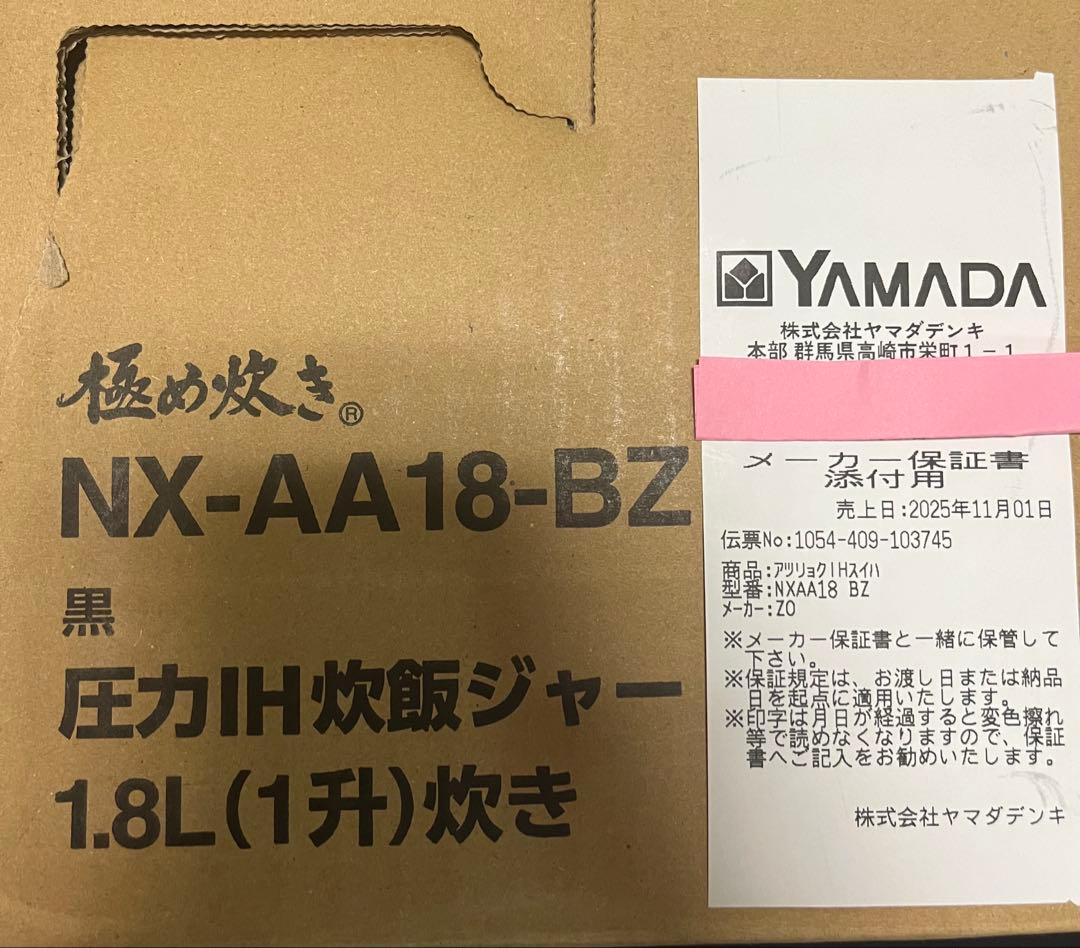 極め炊き®
NX-AA18-BZ
黒
圧力IH炊飯ジャー
1.8L(1升)炊き
YAMADA
株式会社ヤマダデンキ
本部 群馬県高崎市栄町1-1
メーカー保証書
添付用
売上日:2025年11月01日
伝票No:1054-409-103745
商品:アツリョクIHスイハ
型番:NXAA18 BZ
メーカー:ZO
※メーカー保証書と一緒に保管して
下さい。
※保証規定は、お渡し日または納品
日を起点に適用いたします。
※印字は月日が経過すると変色擦れ
等で読めなくなりますので、保証
書へご記入をお勧めいたします。
株式会社ヤマダデンキ